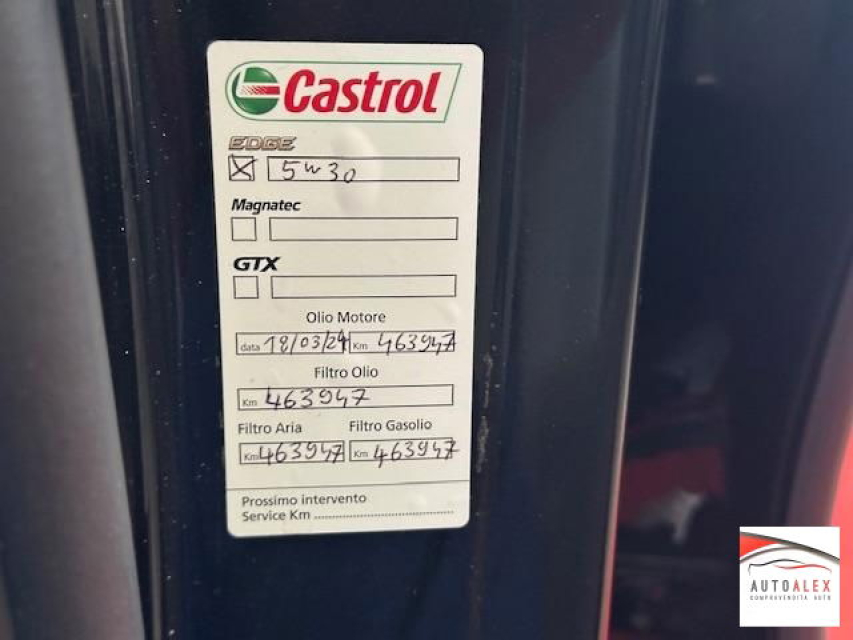 Castrol
EDGE
5w30
Magnatec
GTX
Olio Motore
data 18/03/24 Km 463947
Filtro Olio
Km 463947
Filtro Aria Filtro Gasolio
Km 463947 Km 463947
Prossimo intervento
Service Km
AUTOALEX
COMPRAVENDITA AUTO